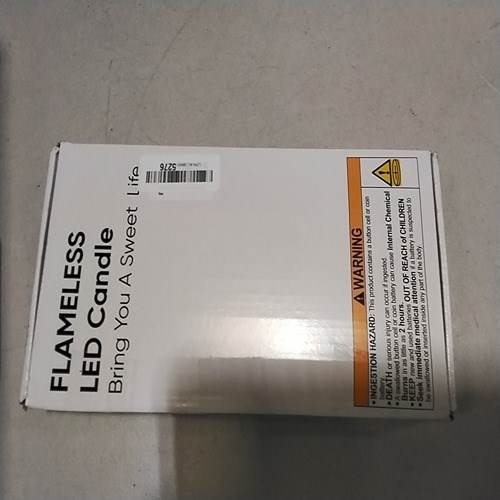 FLAMELESS
LED Candle
Bring You A Sweet Life
5276
WARNING
• INGESTION HAZARD: This product contains a button cell or coin
battery.
• DEATH or serious injury can occur if ingested.
• A swallowed button cell or coin battery can cause Internal Chemical
Burns in as little as 2 hours.
• KEEP new and used batteries OUT OF REACH of CHILDREN
• Seek immediate medical attention if a battery is suspected to
be swallowed or inserted inside any part of the body.